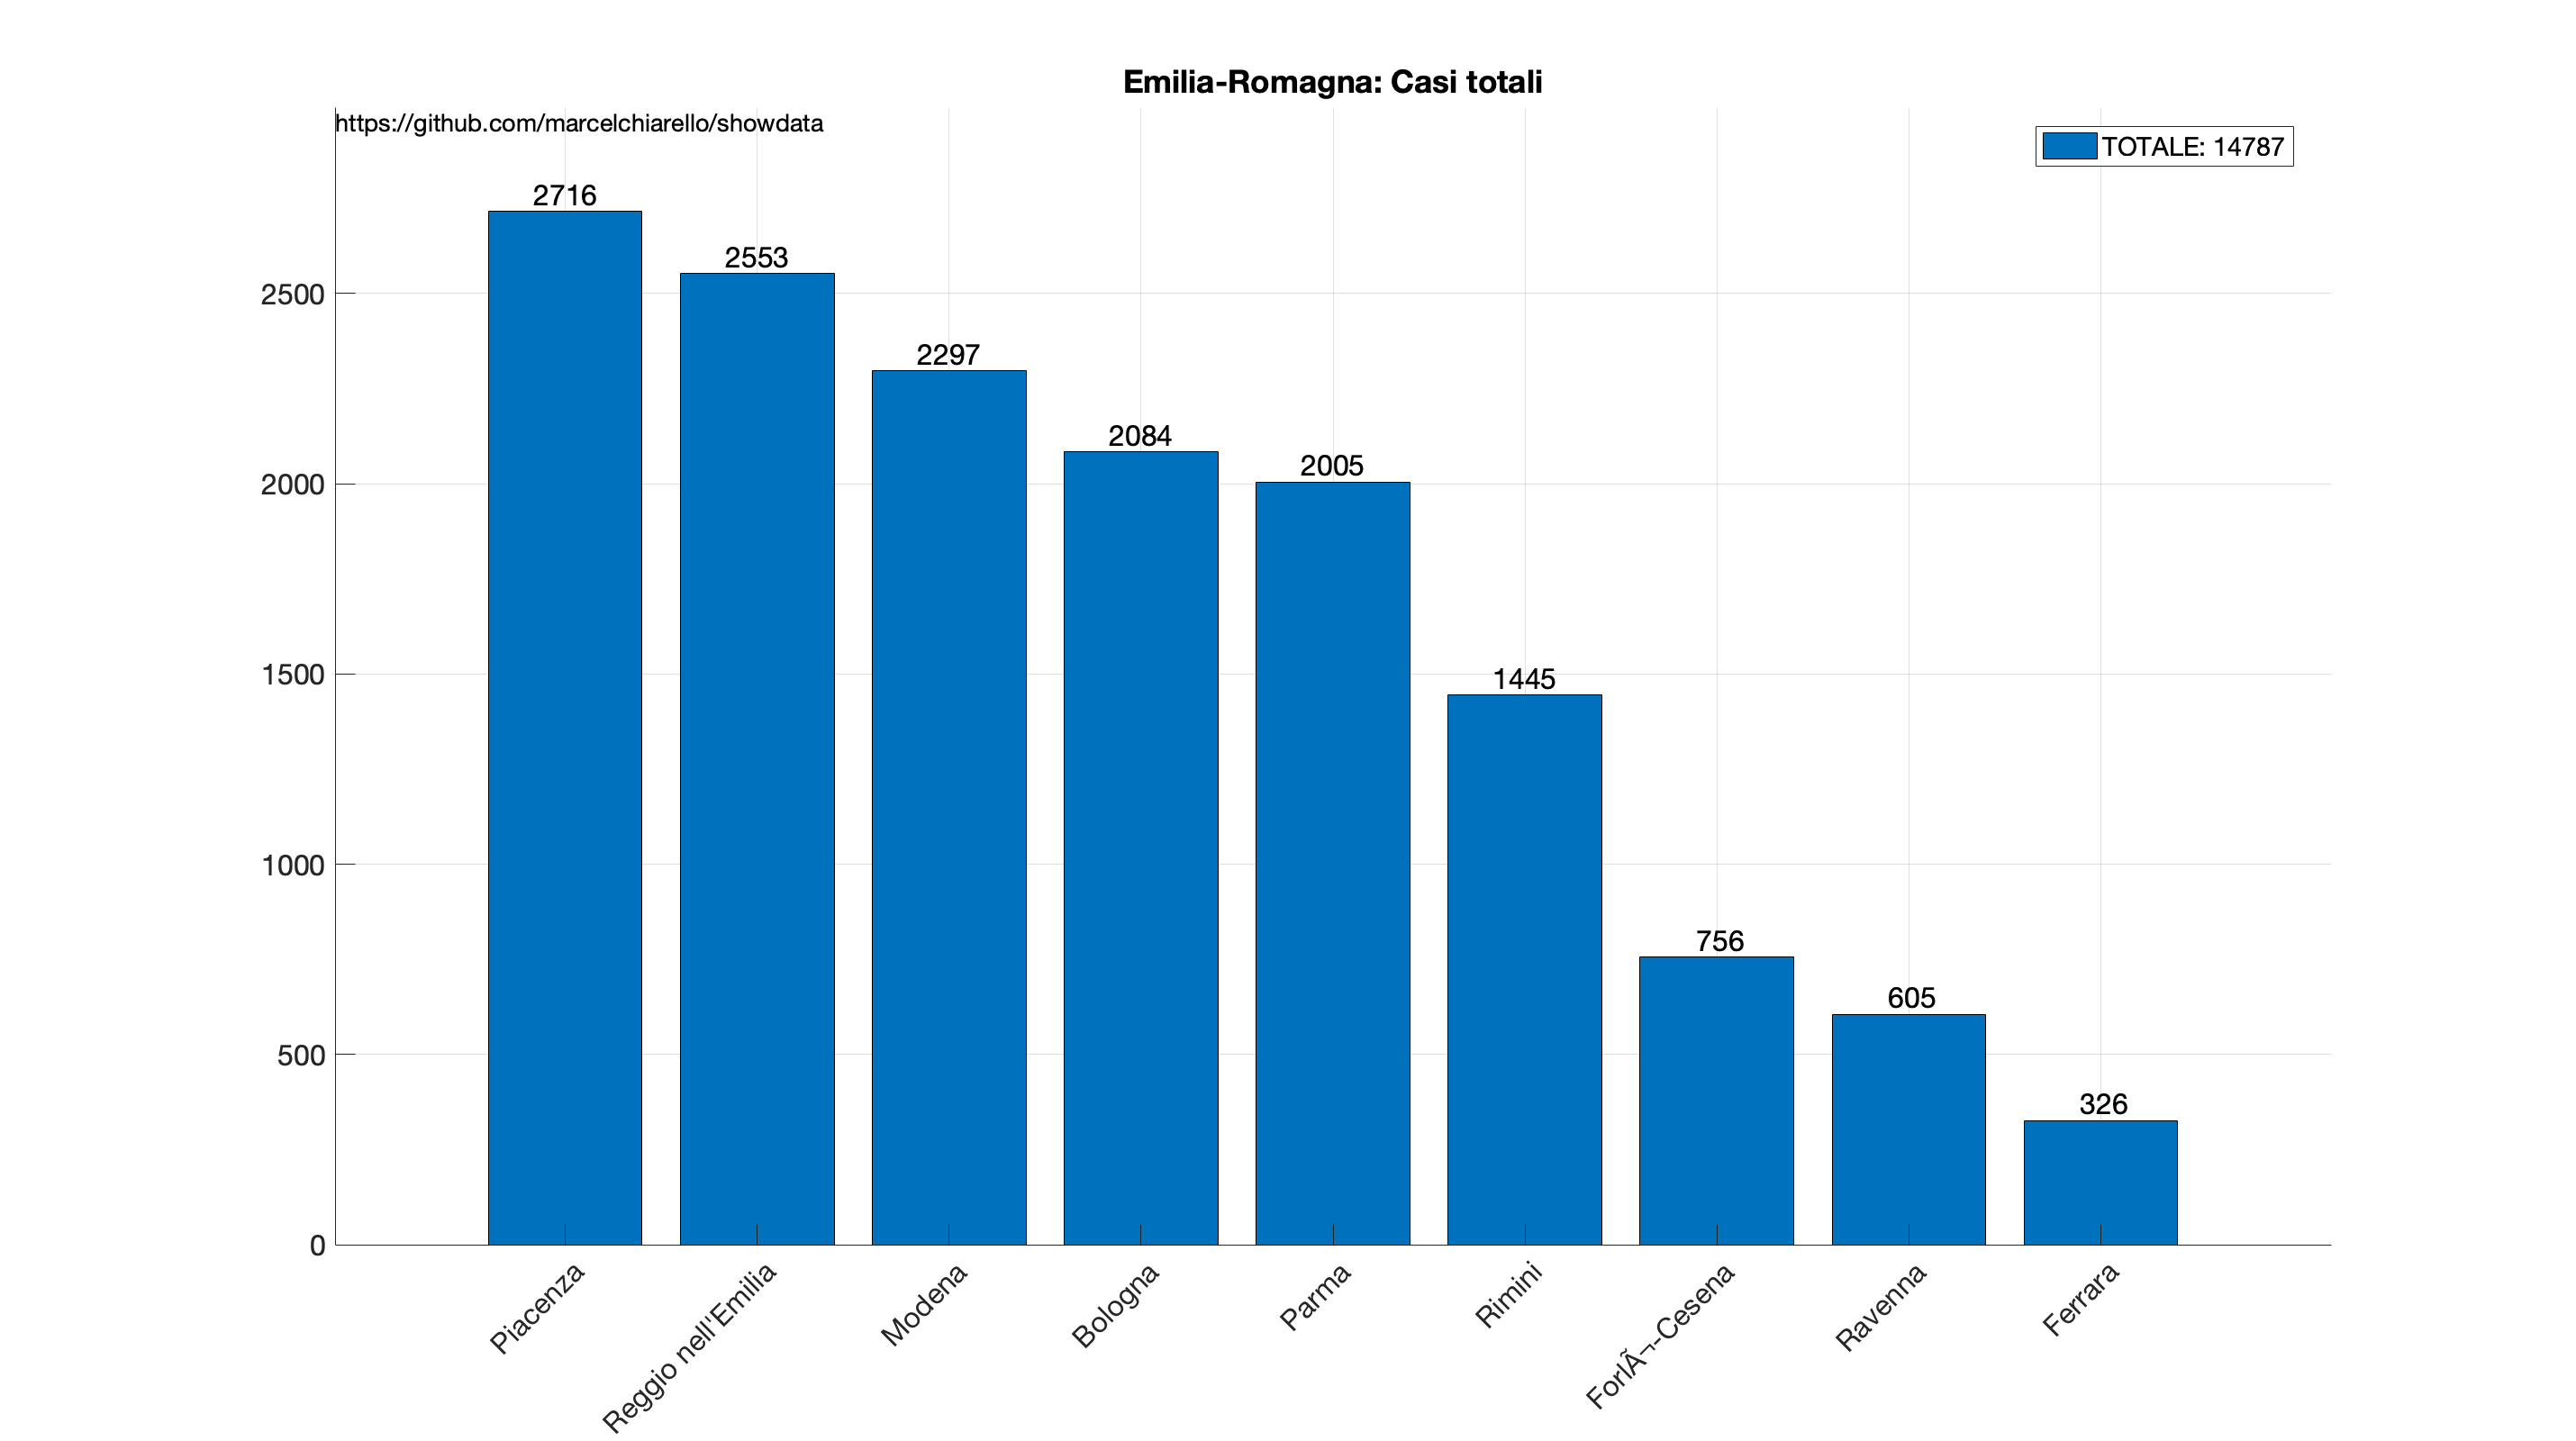 Emilia-Romagna: Casi totali
https://github.com/marcelchiarello/showdata
TOTALE: 14787
2716
2553
2297
2084
2005
1445
756
605
326
2500
2000
1500
1000
500
0
Piacenza
Reggio nell'Emilia
Modena
Bologna
Parma
Rimini
ForlÃ¬-Cesena
Ravenna
Ferrara